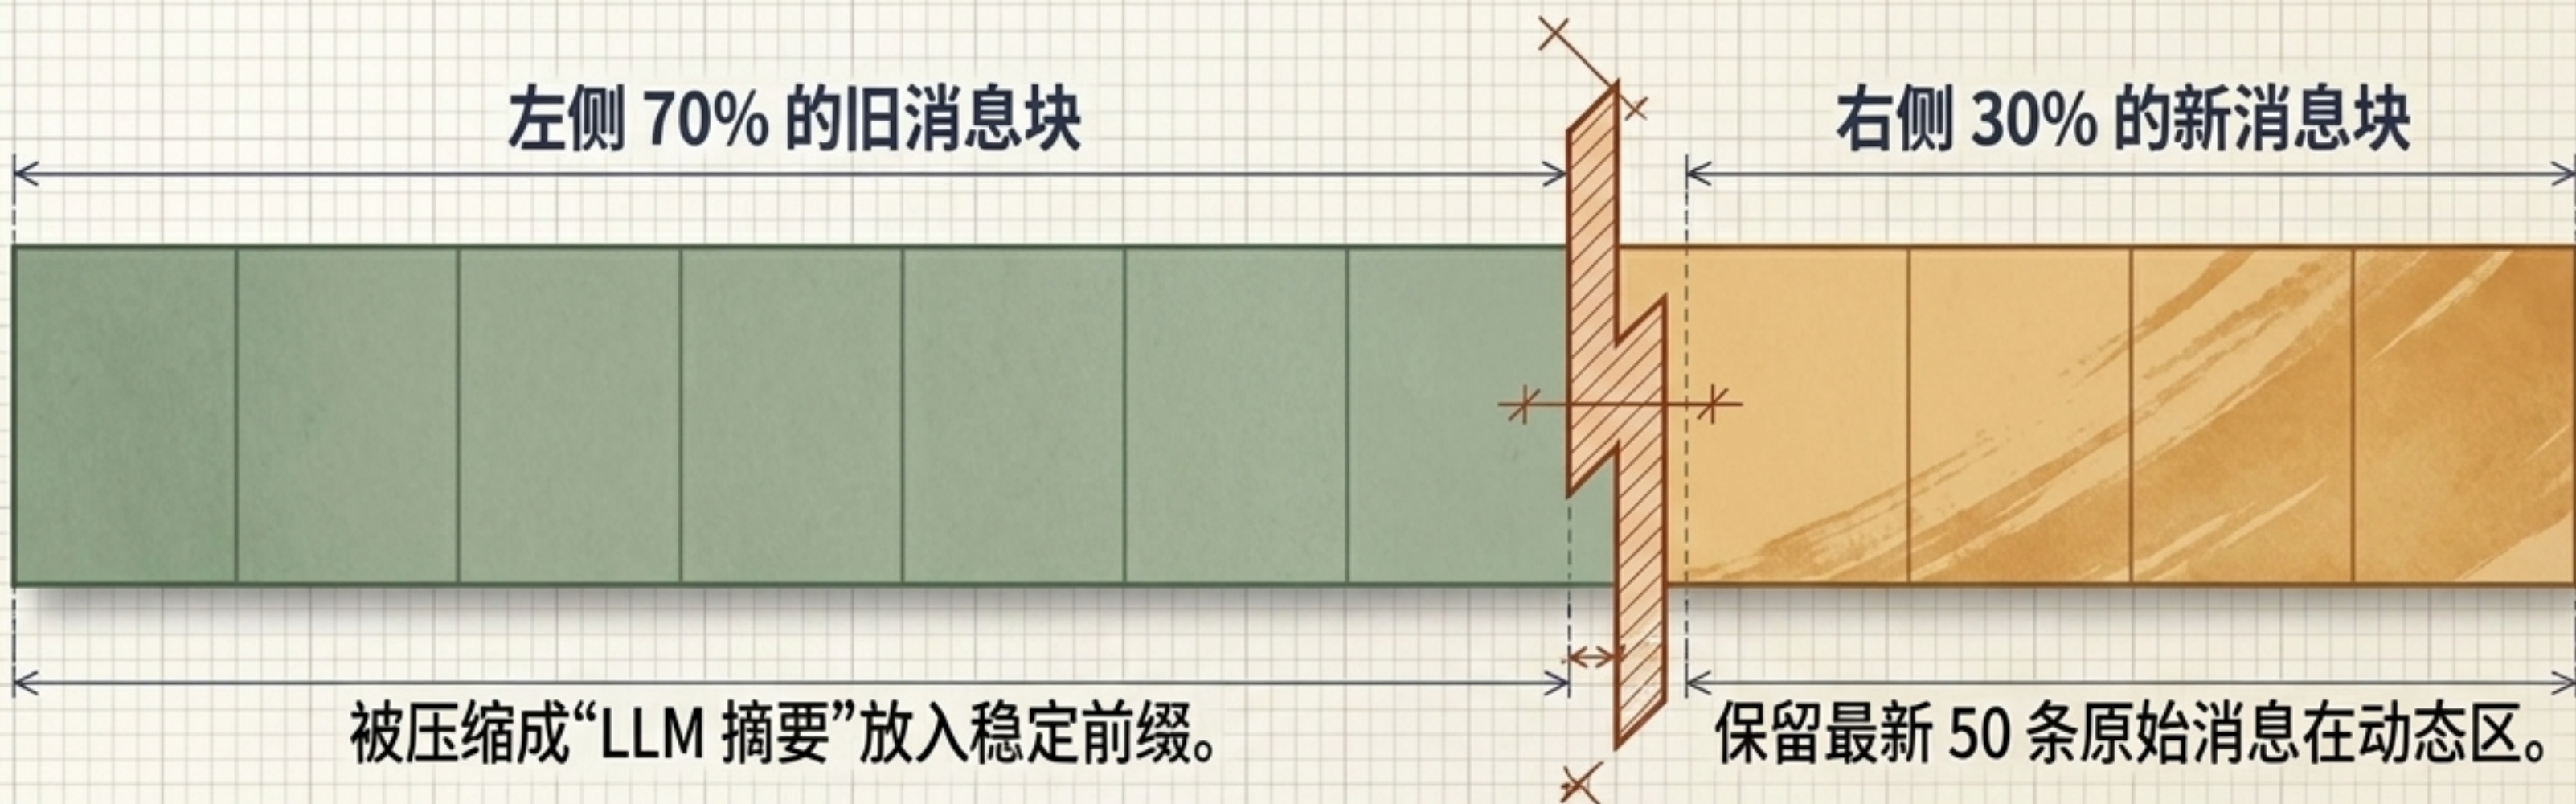 左侧 70% 的旧消息块
右侧 30% 的新消息块
被压缩成“LLM 摘要”放入稳定前缀。
保留最新 50 条原始消息在动态区。